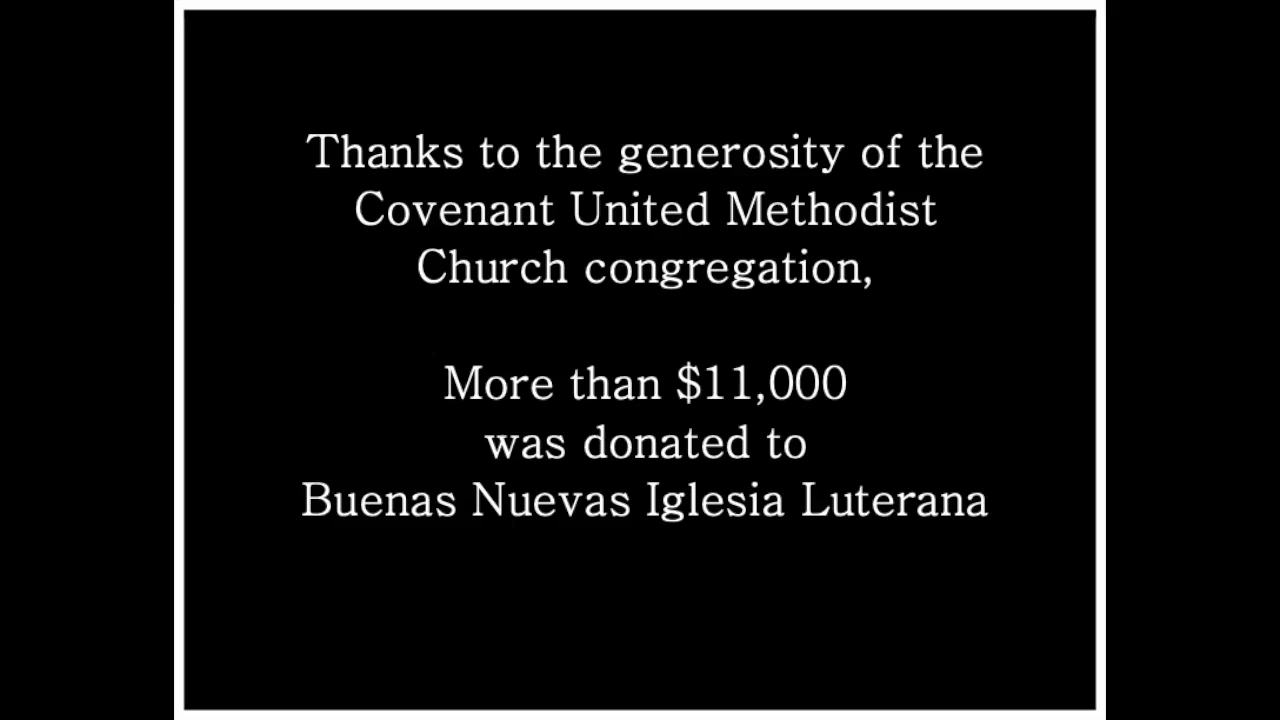 Thanks to the generosity of the
Covenant United Methodist
Church congregation,
More than $11,000
was donated to
Buenas Nuevas Iglesia Luterana